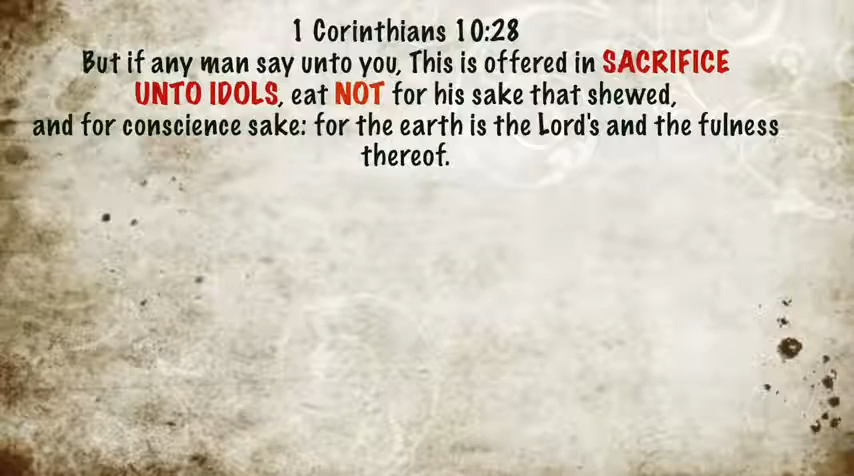 1 Corinthians 10:28
But if any man say unto you, This is offered in SACRIFICE
UNTO IDOLS, eat NOT for his sake that shewed,
and for conscience sake: for the earth is the Lord's and the fulness
thereof.